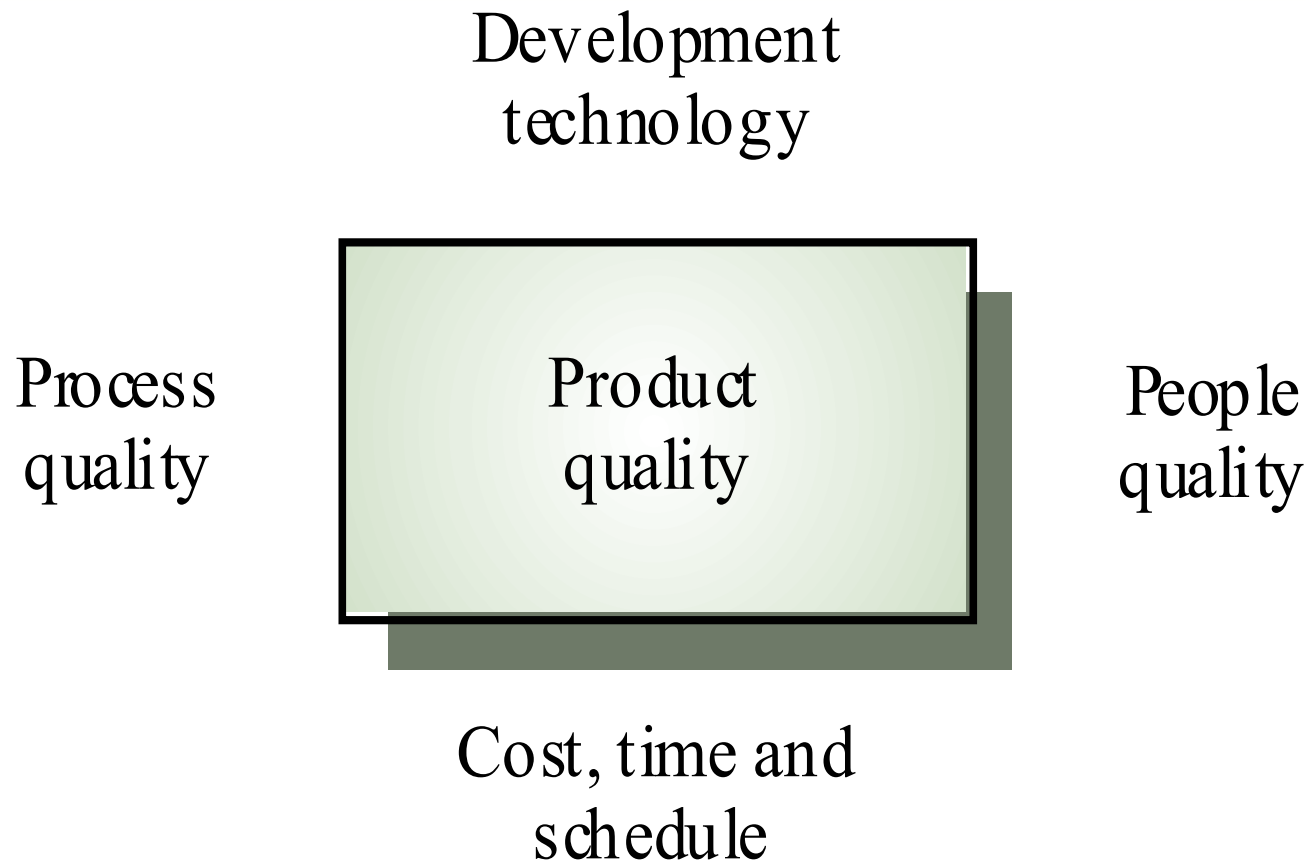 Development
technology
Process
quality
Product
quality
People
quality
Cost, time and
schedule